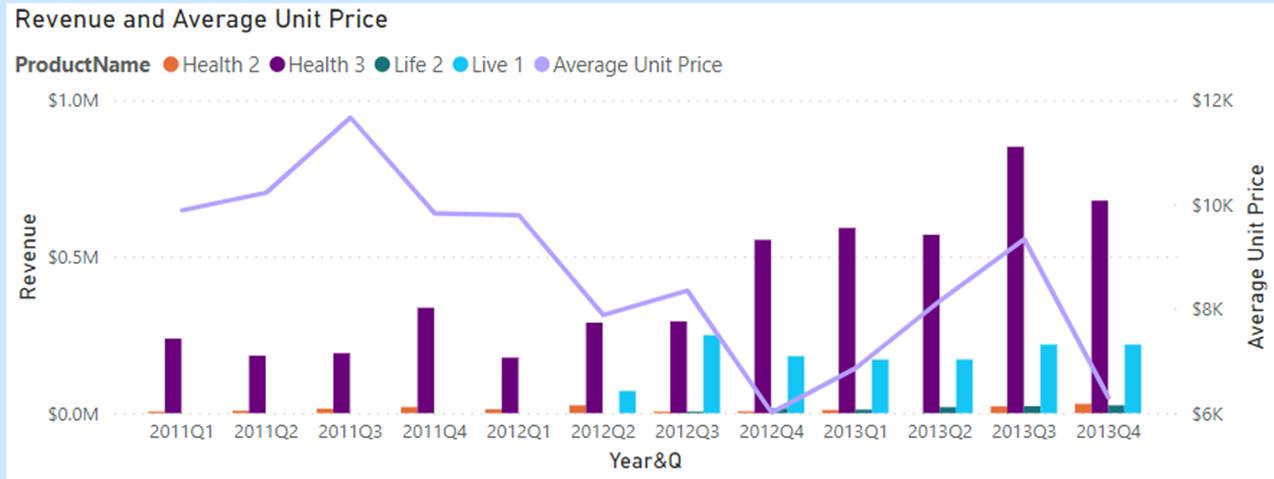 Revenue and Average Unit Price
ProductName Health 2 Health 3 Life 2 Live 1 Average Unit Price
$1.0M $12K
$10K
$0.5M
$8K
$0.0M $6K
Revenue
Average Unit Price
2011Q1 2011Q2 2011Q3 2011Q4 2012Q1 2012Q2 2012Q3 2012Q4 2013Q1 2013Q2 2013Q3 2013Q4
Year&Q